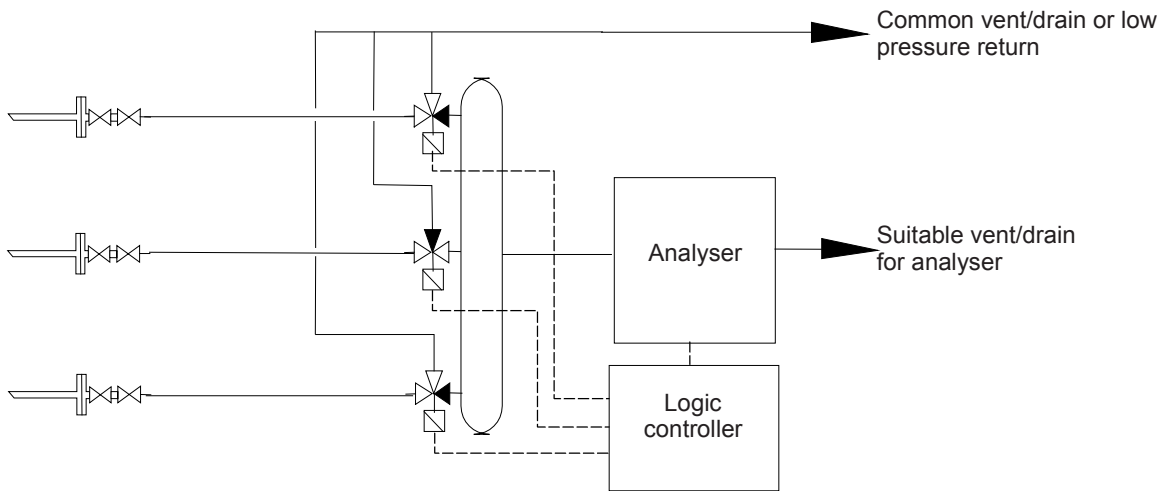 Common vent/drain or low
pressure return
Analyser
Suitable vent/drain
for analyser
Logic
controller